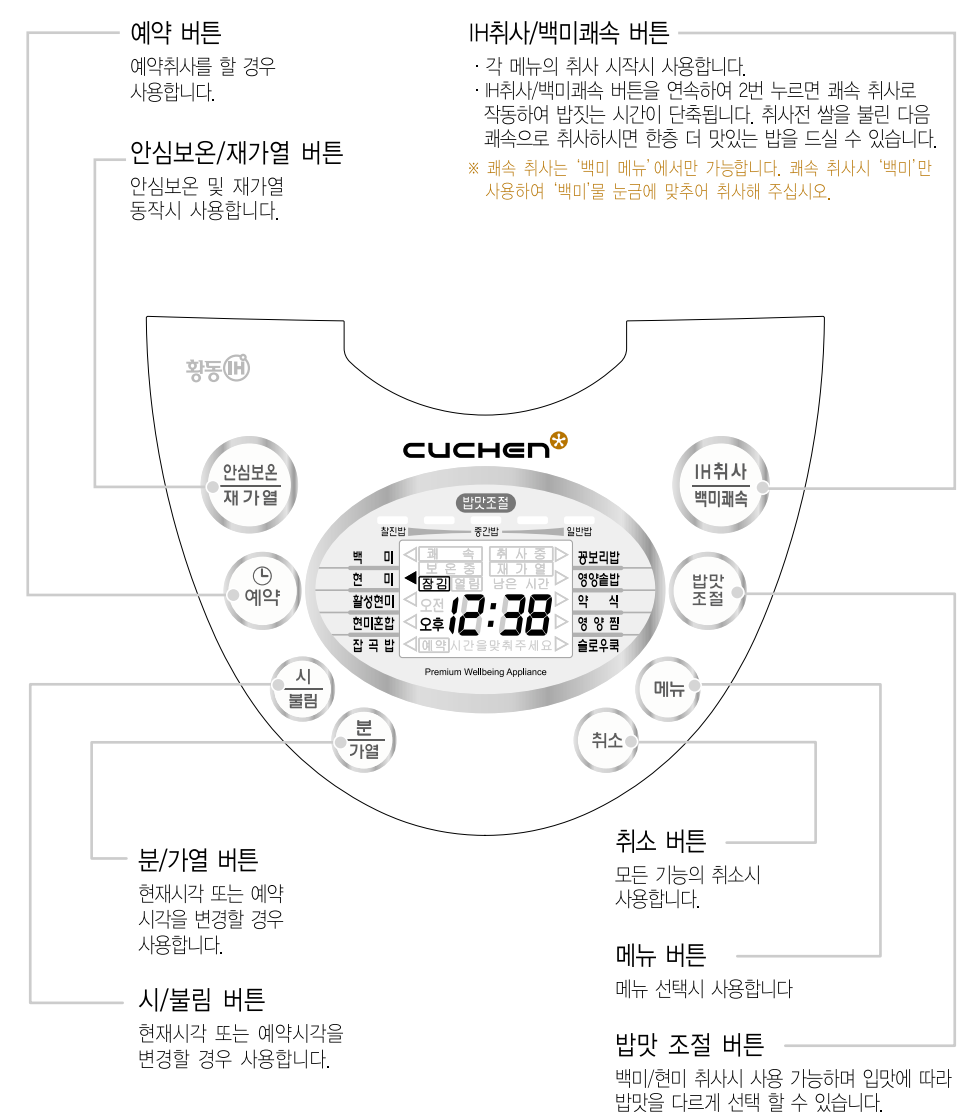 예약 버튼
예약취사를 할 경우
사용합니다.
안심보온/재가열 버튼
안심보온 및 재가열
동작시 사용합니다.
IH취사/백미쾌속 버튼
· 각 메뉴의 취사 시작시 사용합니다.
· IH취사/백미쾌속 버튼을 연속하여 2번 누르면 쾌속 취사로
작동하여 밥짓는 시간이 단축됩니다. 취사전 쌀을 불린 다음
쾌속으로 취사하시면 한층 더 맛있는 밥을 드실 수 있습니다.
※ 쾌속 취사는 ‘백미 메뉴’에서만 가능합니다. 쾌속 취사시 ‘백미’만
사용하여 ‘백미’물 눈금에 맞추어 취사해 주십시오.
황동IH
CUCHEN
안심보온
재가열
예약
시
불림
분
가열
IH취사
백미쾌속
밥맛
조절
메뉴
취소
밥맛조절
찰진밥 중간밥 일반밥
백 미
현 미
활성현미
현미혼합
잡곡밥
쾌 속 취사중
보온중 재가열
잠김 열림 남은 시간
오전
오후 12:38
예약 시간을맞춰주세요
꽁보리밥
영양솥밥
약 식
영양찜
슬로우쿡
Premium Wellbeing Appliance
분/가열 버튼
현재시각 또는 예약
시각을 변경할 경우
사용합니다.
시/불림 버튼
현재시각 또는 예약시각을
변경할 경우 사용합니다.
취소 버튼
모든 기능의 취소시
사용합니다.
메뉴 버튼
메뉴 선택시 사용합니다
밥맛 조절 버튼
백미/현미 취사시 사용 가능하며 입맛에 따라
밥맛을 다르게 선택 할 수 있습니다.